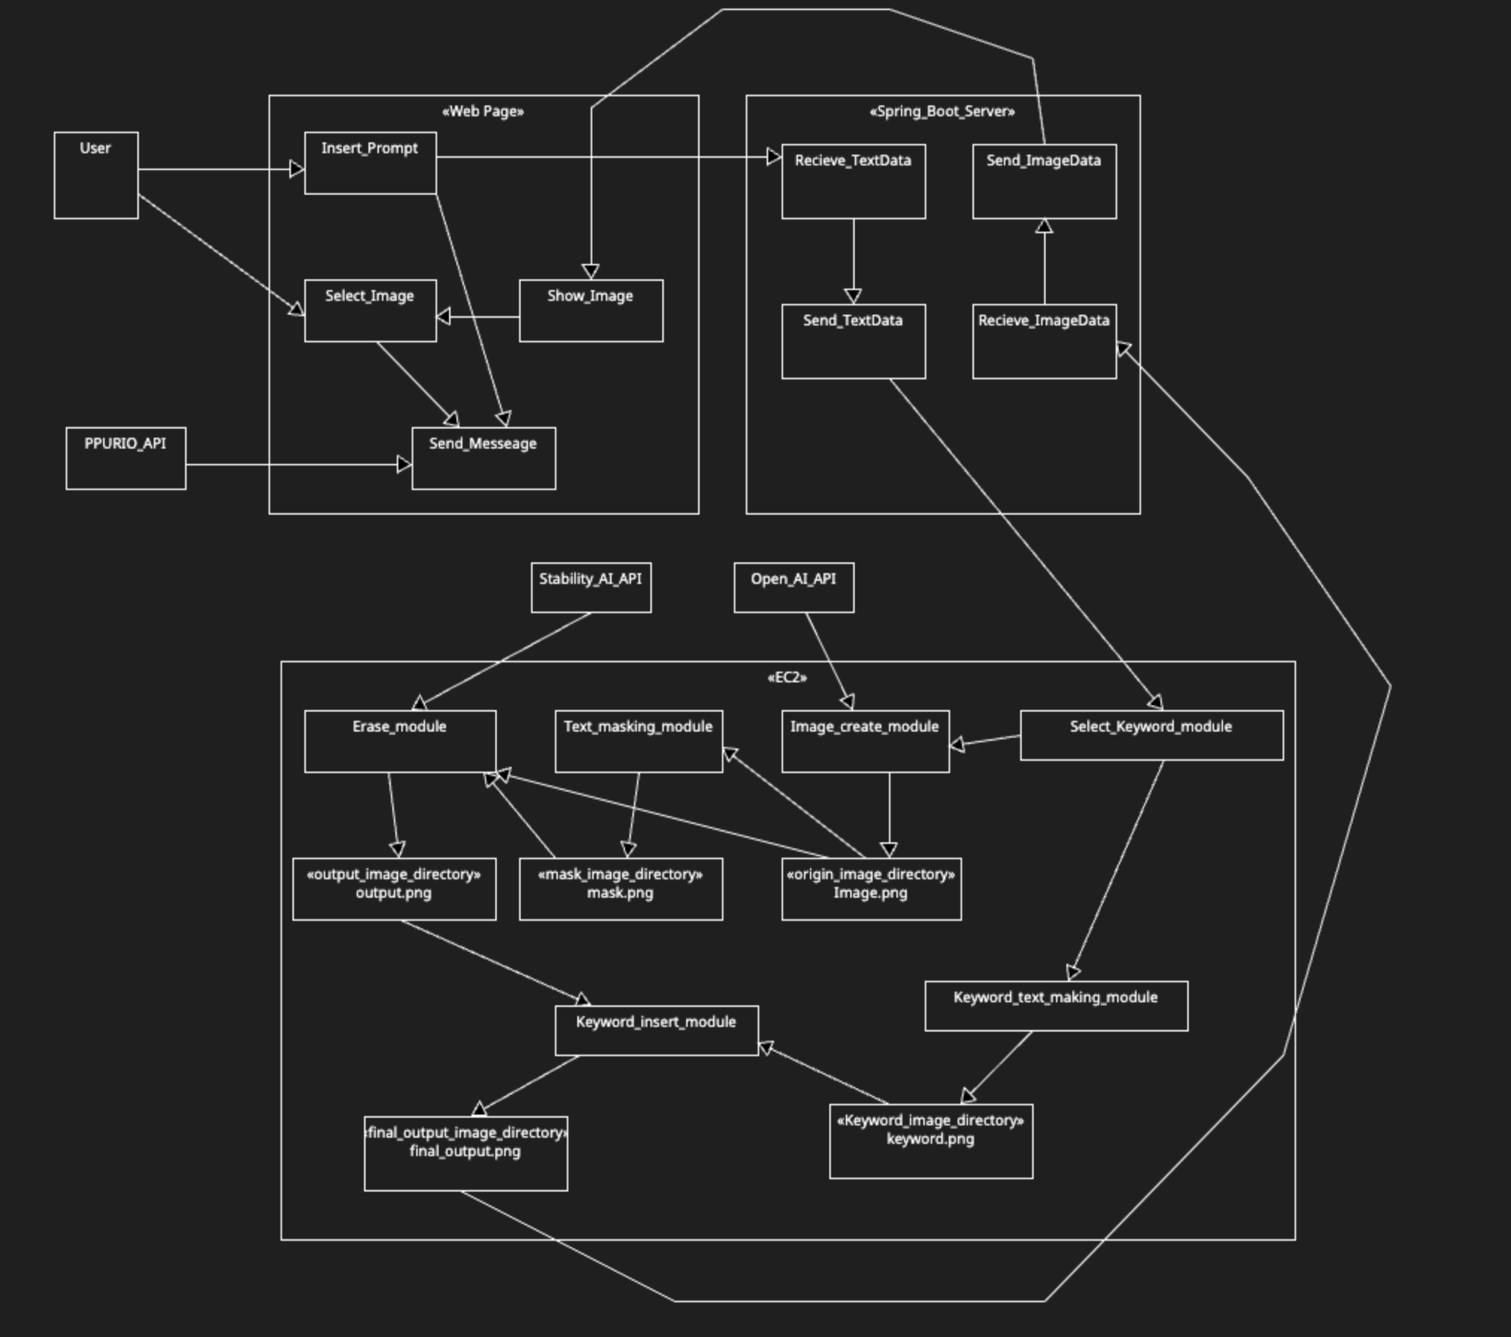 «Web Page»
«Spring_Boot_Server»
User
Insert_Prompt
Recieve_TextData
Send_ImageData
Select_Image
Show_Image
Send_TextData
Recieve_ImageData
PPURIO_API
Send_Messeage
Stability_AI_API
Open_AI_API
«EC2»
Erase_module
Text_masking_module
Image_create_module
Select_Keyword_module
«output_image_directory»
output.png
«mask_image_directory»
mask.png
«origin_image_directory»
Image.png
Keyword_text_making_module
Keyword_insert_module
«final_output_image_directory»
final_output.png
«Keyword_image_directory»
keyword.png